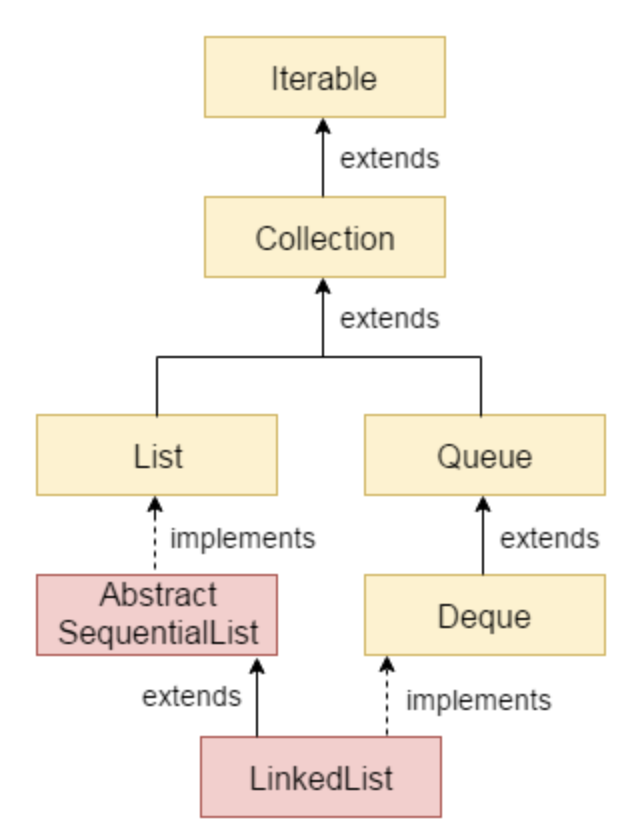 Iterable
extends
Collection
extends
List
Queue
implements
extends
Abstract
SequentialList
Deque
extends
implements
LinkedList